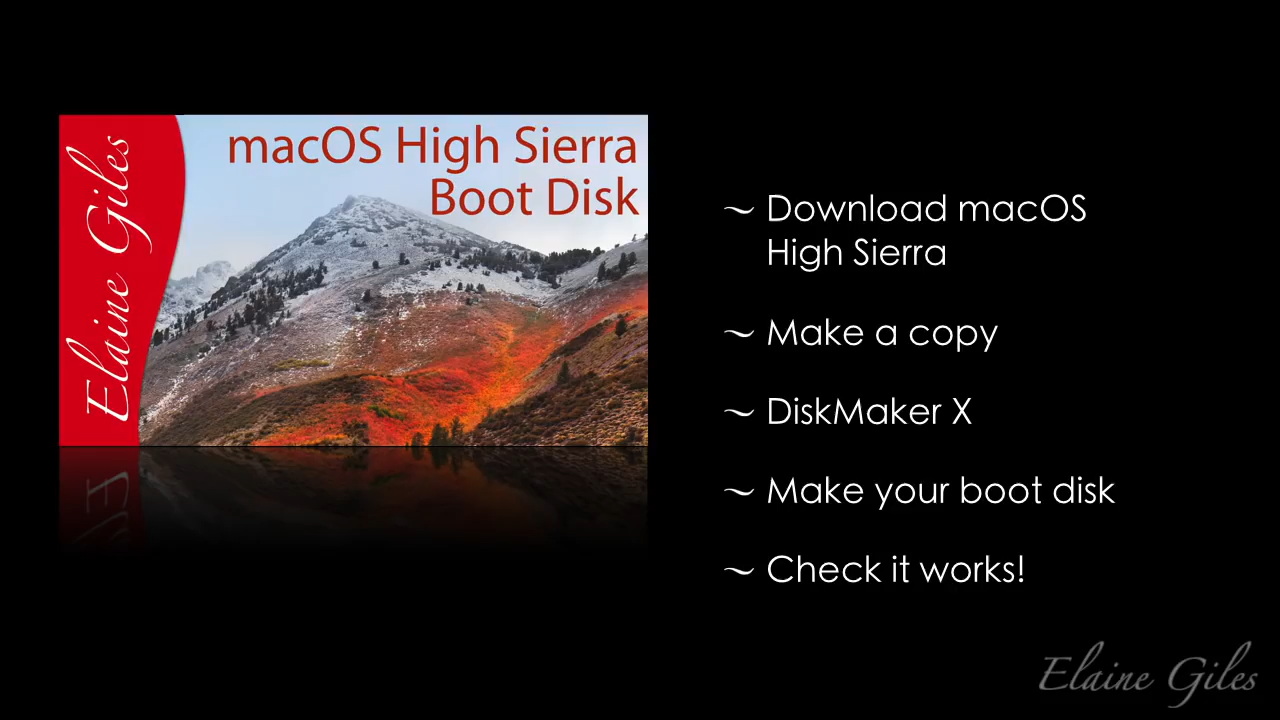 Elaine Giles
macOS High Sierra
Boot Disk
~ Download macOS
High Sierra
~ Make a copy
~ DiskMaker X
~ Make your boot disk
~ Check it works!
Elaine Giles